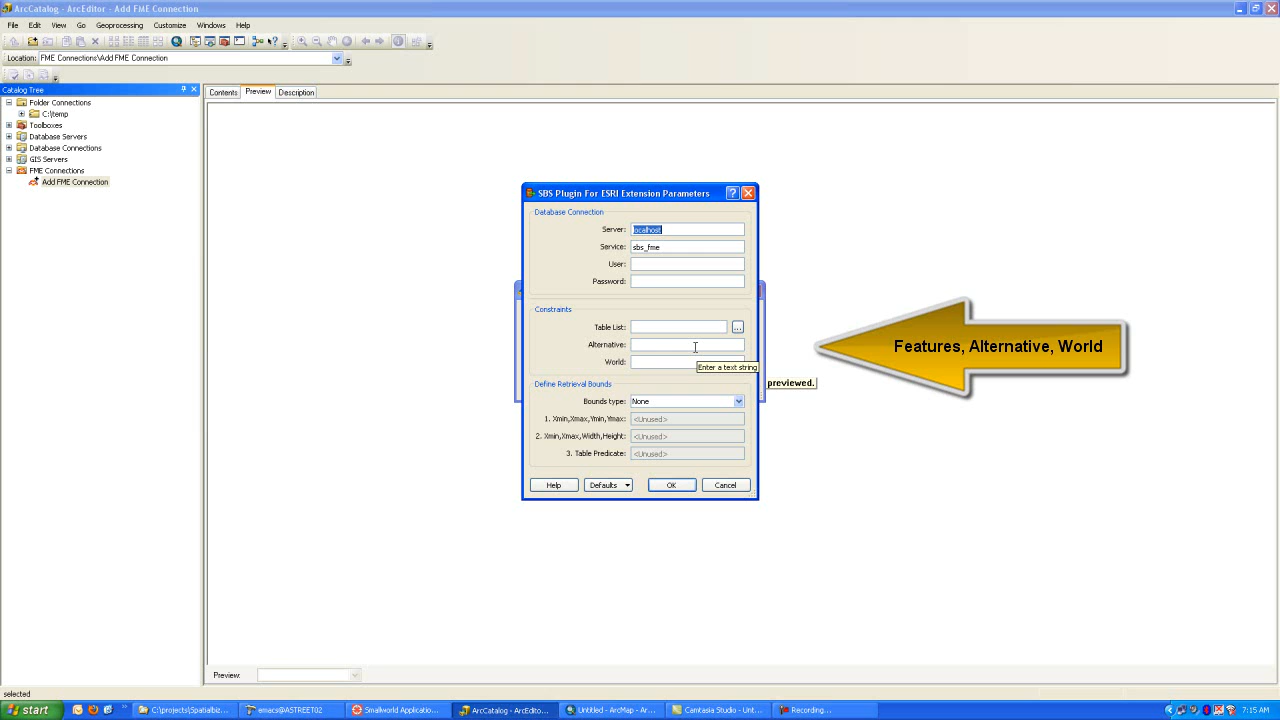 ArcCatalog - ArcEditor - Add FME Connection
File Edit View Go Geoprocessing Customize Windows Help
Location: FME Connections\Add FME Connection
Catalog Tree
Folder Connections
C:\temp
Toolboxes
Database Servers
Database Connections
GIS Servers
FME Connections
Add FME Connection
Contents Preview Description
SBS Plugin For ESRI Extension Parameters
Database Connection
Server: localhost
Service: sbs_fme
User:
Password:
Constraints
Table List: ...
Alternative:
World:
Enter a text string
previewed.
Define Retrieval Bounds
Bounds type: None
1. Xmin,Xmax,Ymin,Ymax: <Unused>
2. Xmin,Xmax,Width,Height: <Unused>
3. Table Predicate: <Unused>
Help Defaults OK Cancel
Features, Alternative, World
Preview:
selected
start
C:\projects\Spatialbiz...
emacs@ASTREET02
Smallworld Applicatio...
ArcCatalog - ArcEdito...
Untitled - ArcMap - Ar...
Camtasia Studio - Unt...
Recording...
7:15 AM